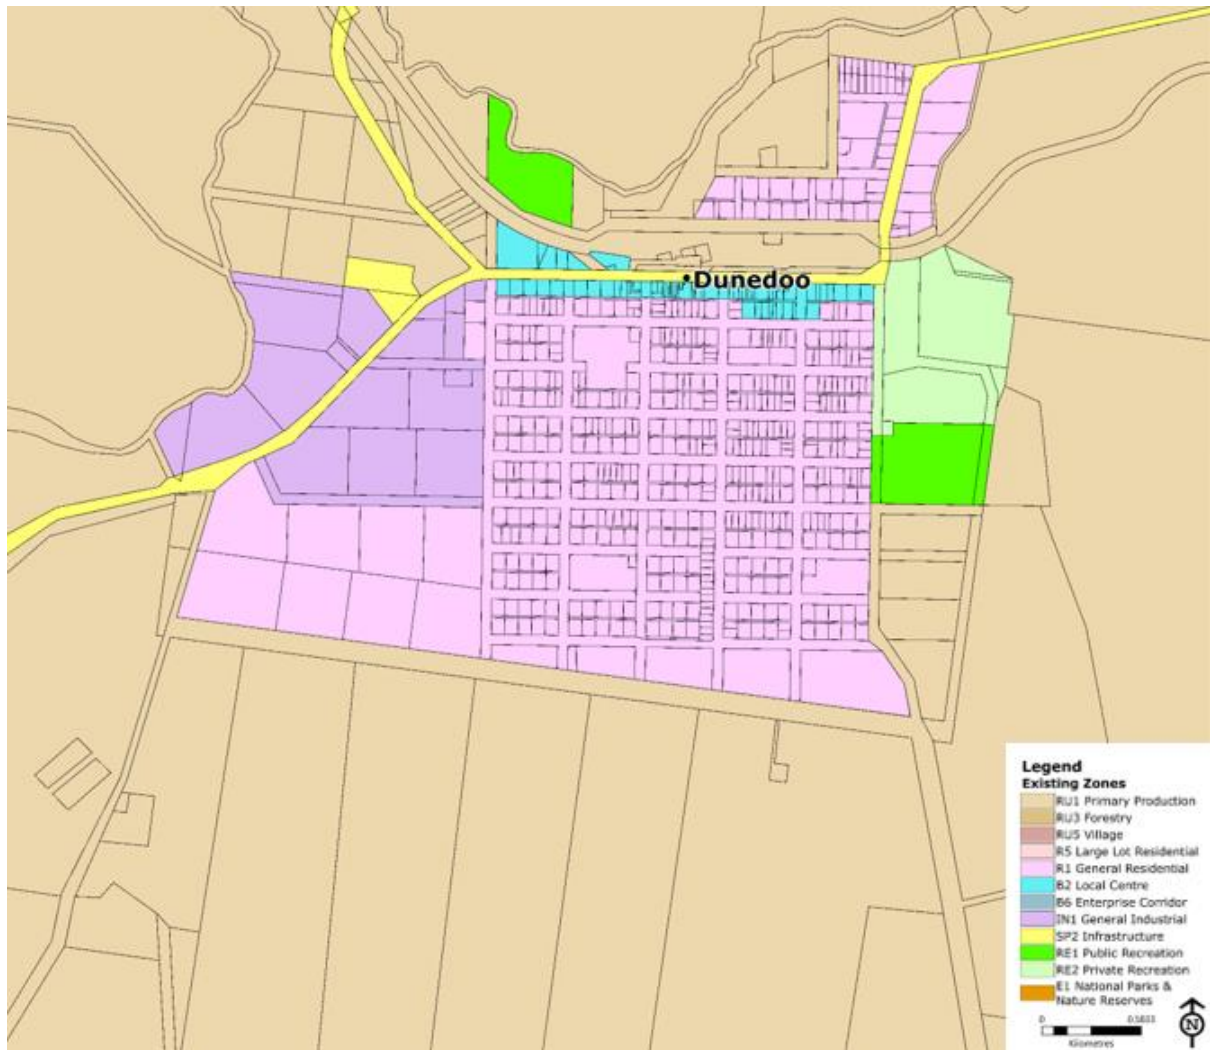 Dunedoo
Legend
Existing Zones
RU1 Primary Production
RU3 Forestry
RU5 Village
R5 Large Lot Residential
R1 General Residential
B2 Local Centre
B6 Enterprise Corridor
IN1 General Industrial
SP2 Infrastructure
RE1 Public Recreation
RE2 Private Recreation
E1 National Parks &
Nature Reserves
0
Kilometres
N